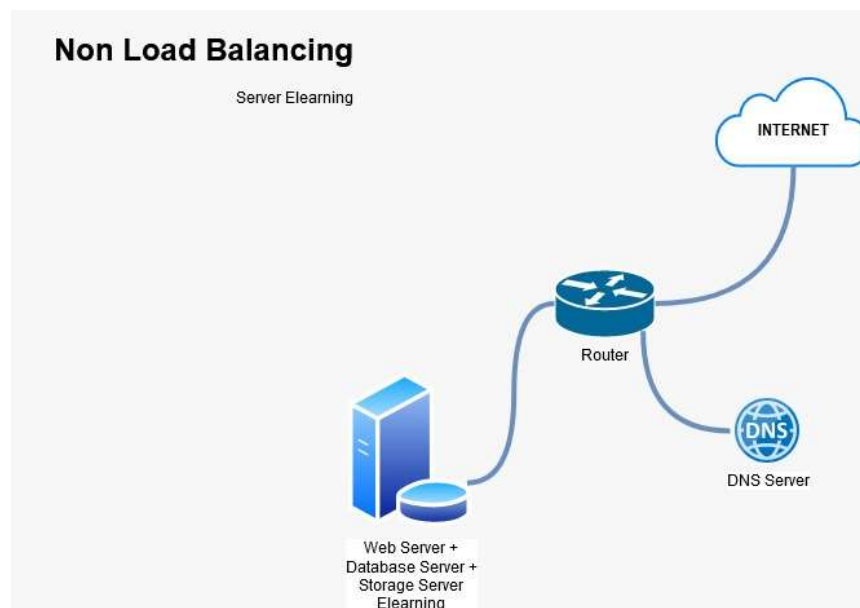 Non Load Balancing
Server Elearning
INTERNET
Router
DNS
DNS Server
Web Server +
Database Server +
Storage Server
Elearning